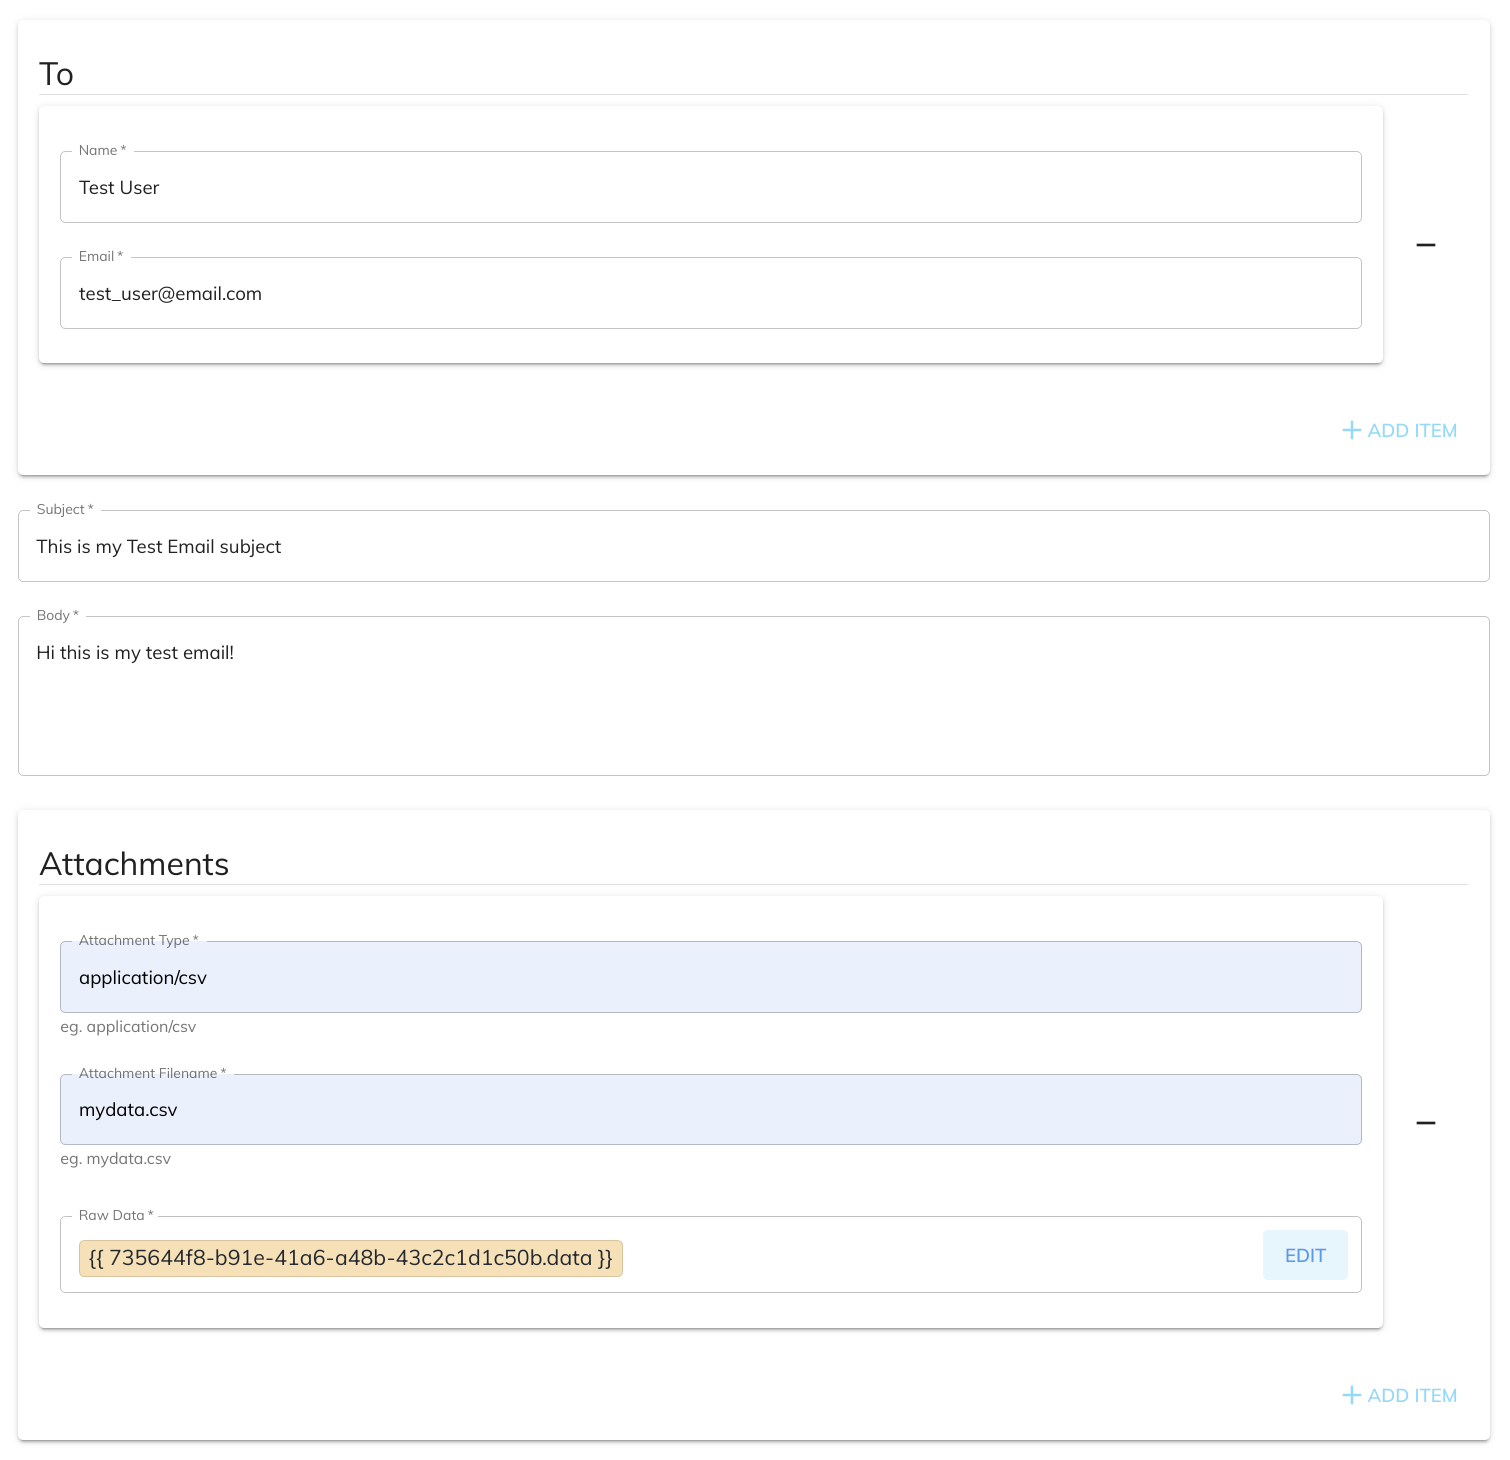 To
Name *
Test User
Email *
test_user@email.com
ADD ITEM
Subject *
This is my Test Email subject
Body *
Hi this is my test email!
Attachments
Attachment Type *
application/csv
eg. application/csv
Attachment Filename *
mydata.csv
eg. mydata.csv
Raw Data *
{{ 735644f8-b91e-41a6-a48b-43c2c1d1c50b.data }}
EDIT
ADD ITEM